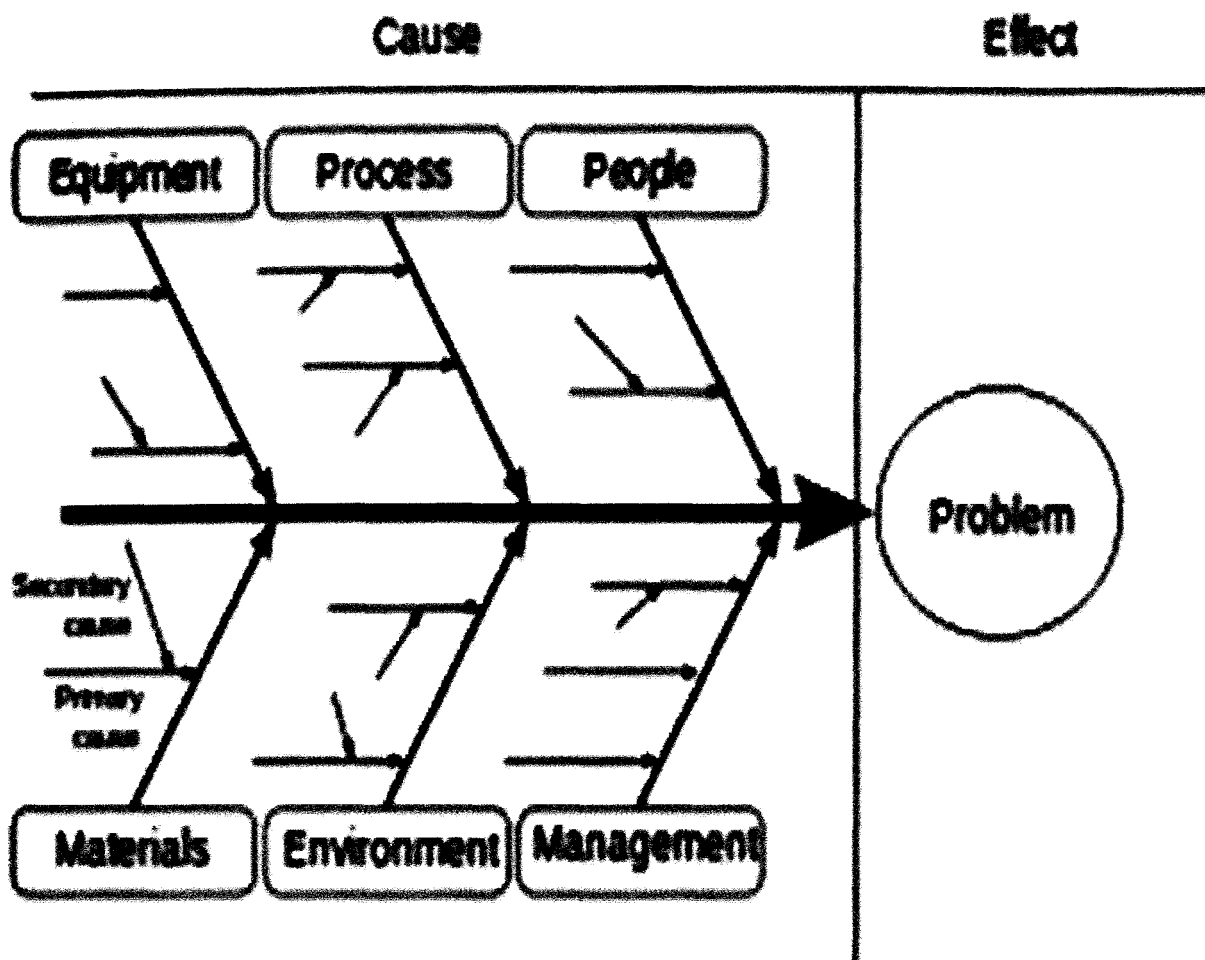 Cause
Effect
Equipment
Process
People
Problem
Secondary
cause
Primary
cause
Materials
Environment
Management